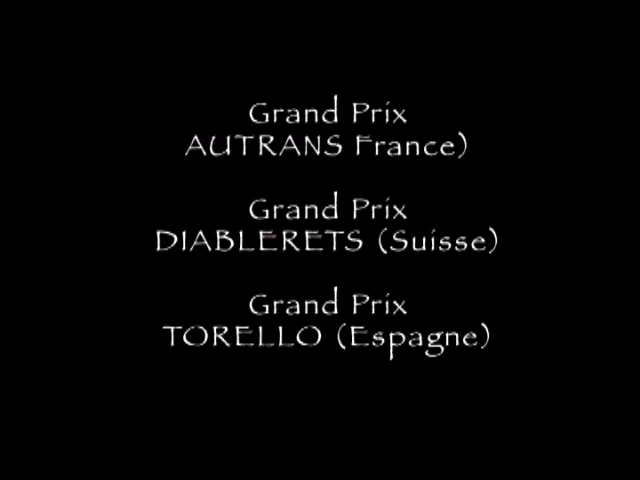 Grand Prix
AUTRANS France)
Grand Prix
DIABLERETS (Suisse)
Grand Prix
TORELLO (Espagne)